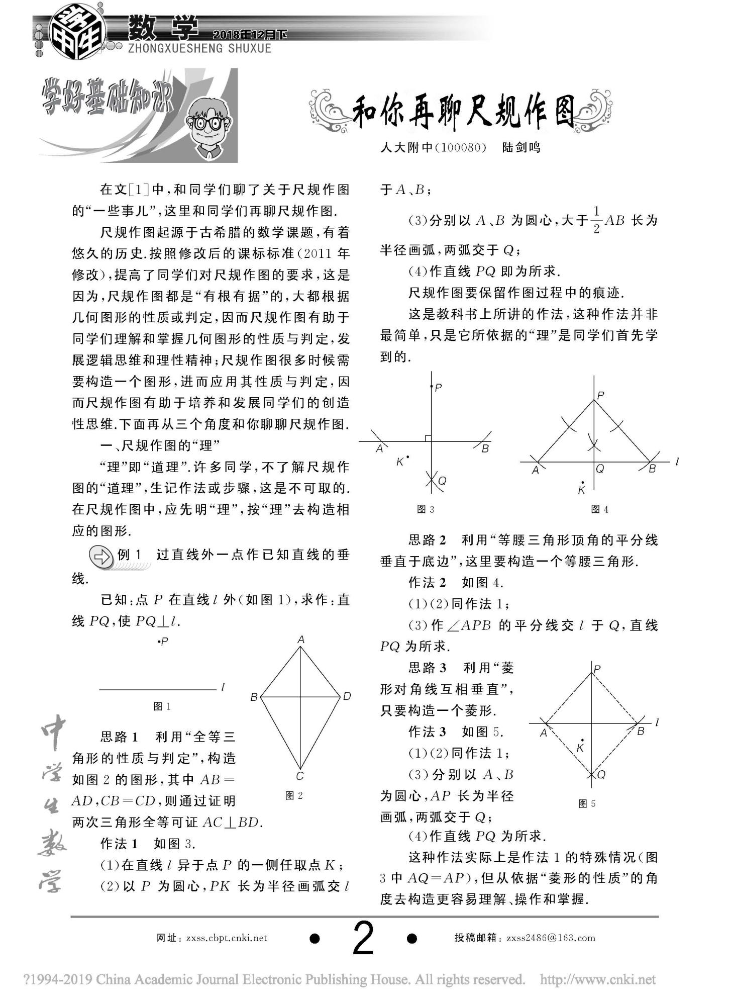 中学生
数学 2018年12月下
ZHONGXUESHENG SHUXUE
学好基础知识
和你再聊尺规作图
人大附中(100080) 陆剑鸣
在文[1]中,和同学们聊了关于尺规作图
的“一些事儿”,这里和同学们再聊尺规作图.
尺规作图起源于古希腊的数学课题,有着
悠久的历史.按照修改后的课标标准(2011 年
修改),提高了同学们对尺规作图的要求,这是
因为,尺规作图都是“有根有据”的,大都根据
几何图形的性质或判定,因而尺规作图有助于
同学们理解和掌握几何图形的性质与判定,发
展逻辑思维和理性精神;尺规作图很多时候需
要构造一个图形,进而应用其性质与判定,因
而尺规作图有助于培养和发展同学们的创造
性思维.下面再从三个角度和你聊聊尺规作图.
一、尺规作图的“理”
“理”即“道理”.许多同学,不了解尺规作
图的“道理”,生记作法或步骤,这是不可取的.
在尺规作图中,应先明“理”,按“理”去构造相
应的图形.
例 1 过直线外一点作已知直线的垂
线.
已知:点 P 在直线 l 外(如图 1),求作:直
线 PQ,使 PQ⊥l.
P
l
图 1
A
B
D
C
图 2
思路 1 利用“全等三
角形的性质与判定”,构造
如图 2 的图形,其中 AB=
AD,CB=CD,则通过证明
两次三角形全等可证 AC⊥BD.
作法 1 如图 3.
(1)在直线 l 异于点 P 的一侧任取点 K;
(2)以 P 为圆心,PK 长为半径画弧交 l
于 A、B;
(3)分别以 A、B 为圆心,大于 1/2 AB 长为
半径画弧,两弧交于 Q;
(4)作直线 PQ 即为所求.
尺规作图要保留作图过程中的痕迹.
这是教科书上所讲的作法,这种作法并非
最简单,只是它所依据的“理”是同学们首先学
到的.
P
A
B
K
Q
图 3
P
A
Q
B
l
K
图 4
思路 2 利用“等腰三角形顶角的平分线
垂直于底边”,这里要构造一个等腰三角形.
作法 2 如图 4.
(1)(2)同作法 1;
(3)作∠APB 的平分线交 l 于 Q,直线
PQ 为所求.
思路 3 利用“菱
形对角线互相垂直”,
只要构造一个菱形.
作法 3 如图 5.
(1)(2)同作法 1;
(3)分别以 A、B
为圆心,AP 长为半径
画弧,两弧交于 Q;
P
A
B
l
K
Q
图 5
(4)作直线 PQ 为所求.
这种作法实际上是作法 1 的特殊情况(图
3 中 AQ=AP),但从依据“菱形的性质”的角
度去构造更容易理解、操作和掌握.
中学生数学
网址: zxss.cbpt.cnki.net
• 2 •
投稿邮箱: zxss2486@163.com
?1994-2019 China Academic Journal Electronic Publishing House. All rights reserved. http://www.cnki.net